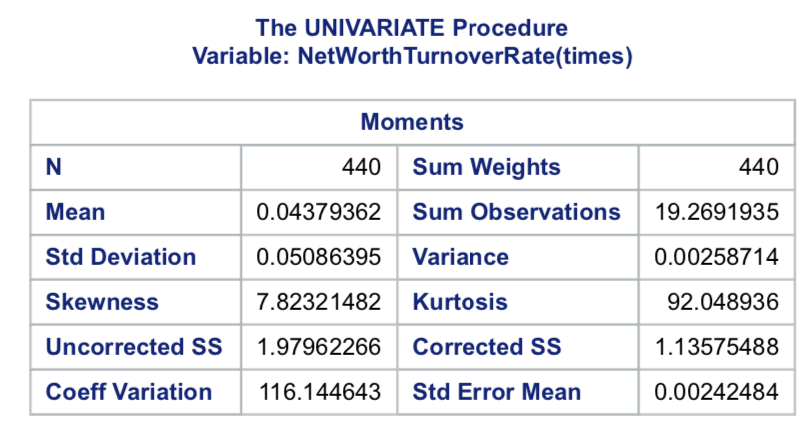 The UNIVARIATE Procedure
Variable: NetWorthTurnoverRate(times)
Moments
N 440 Sum Weights 440
Mean 0.04379362 Sum Observations 19.2691935
Std Deviation 0.05086395 Variance 0.00258714
Skewness 7.82321482 Kurtosis 92.048936
Uncorrected SS 1.97962266 Corrected SS 1.13575488
Coeff Variation 116.144643 Std Error Mean 0.00242484